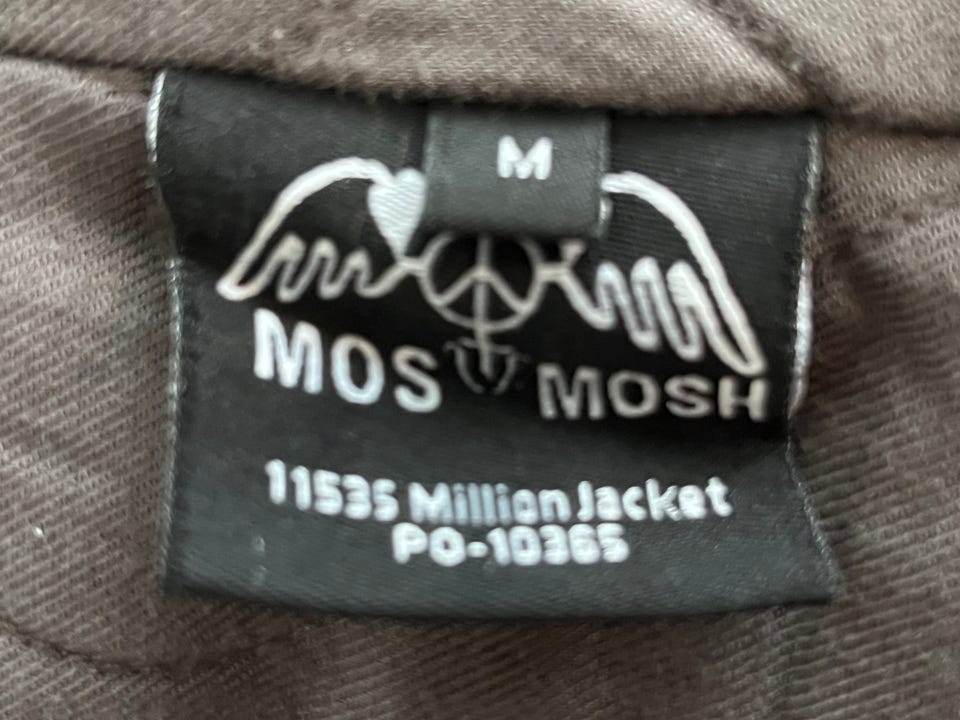 M
MOS MOSH
11535 Million Jacket
PO-10365